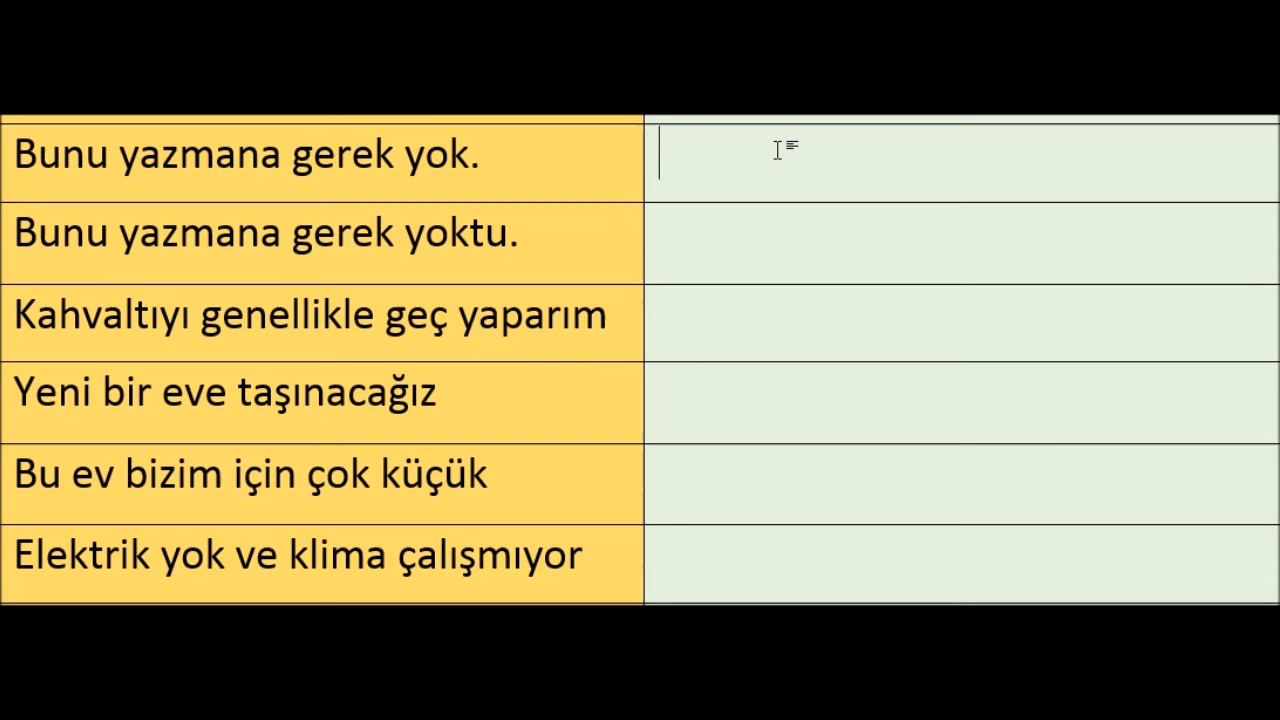 Bunu yazmana gerek yok.
Bunu yazmana gerek yoktu.
Kahvaltıyı genellikle geç yaparım
Yeni bir eve taşınacağız
Bu ev bizim için çok küçük
Elektrik yok ve klima çalışmıyor